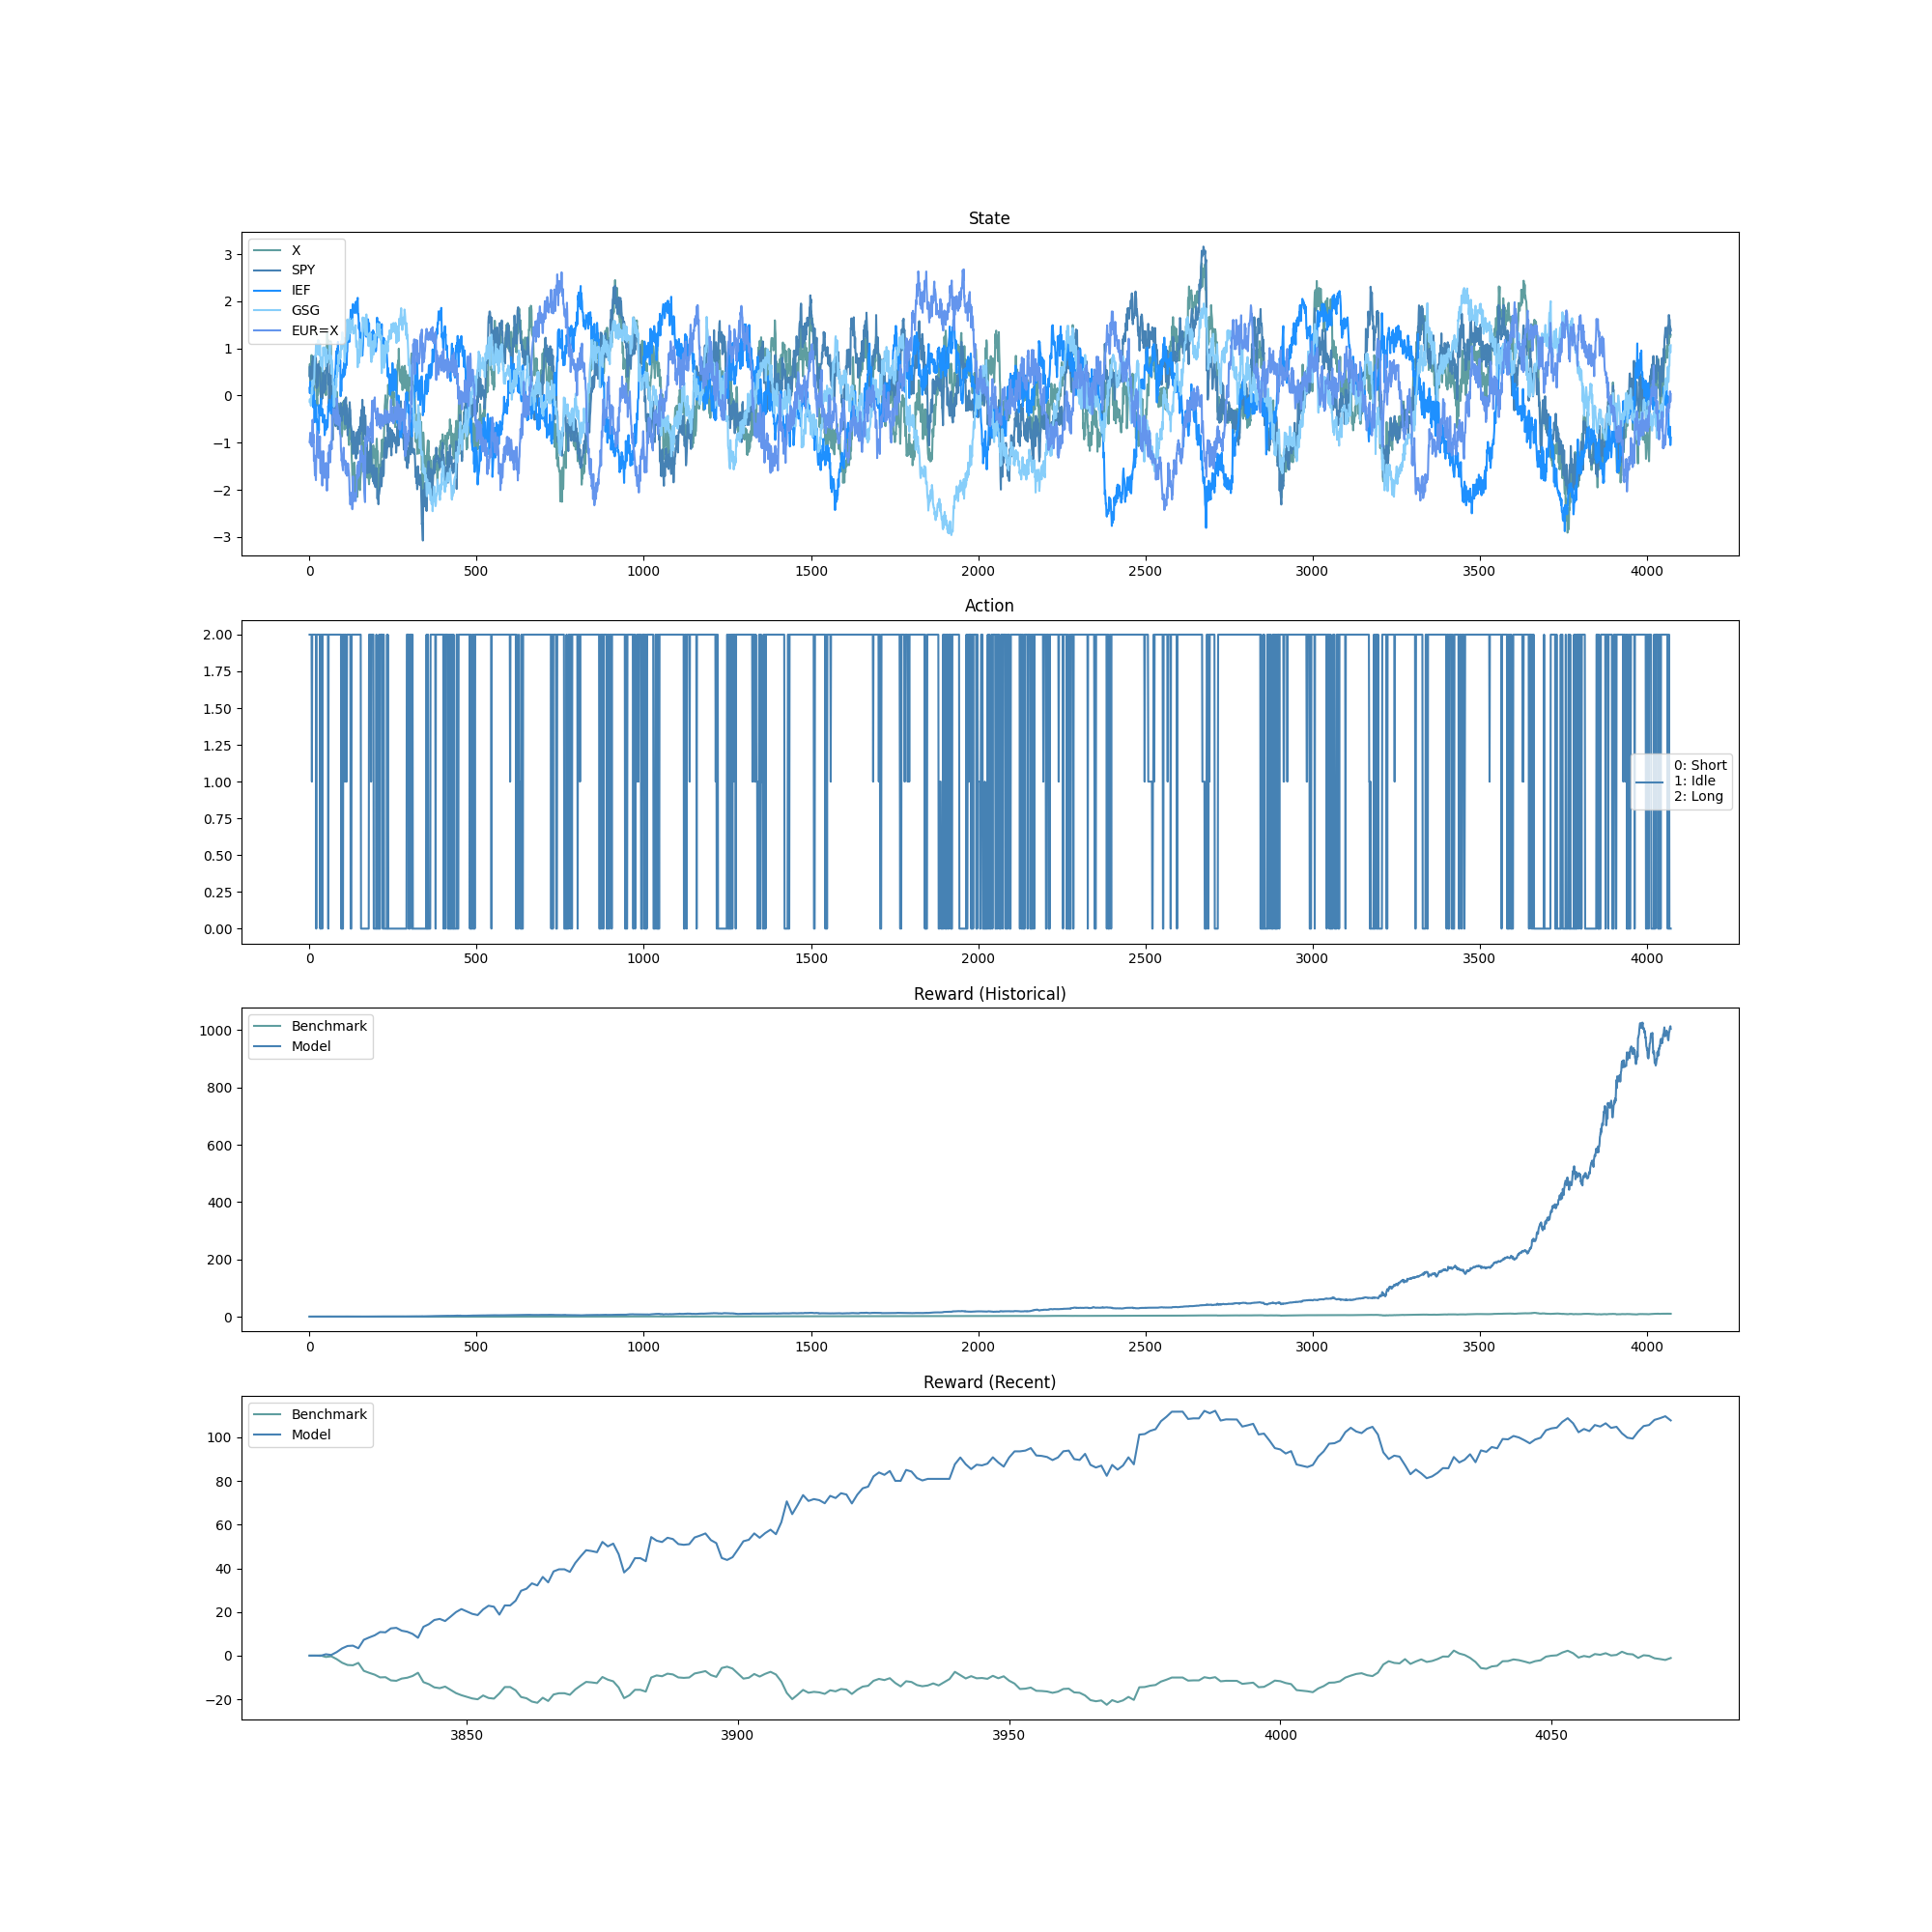 State
X
SPY
IEF
GSG
EUR=X
3
2
1
0
−1
−2
−3
0 500 1000 1500 2000 2500 3000 3500 4000
Action
2.00
1.75
1.50
1.25
1.00
0.75
0.50
0.25
0.00
0: Short
1: Idle
2: Long
0 500 1000 1500 2000 2500 3000 3500 4000
Reward (Historical)
Benchmark
Model
1000
800
600
400
200
0
0 500 1000 1500 2000 2500 3000 3500 4000
Reward (Recent)
Benchmark
Model
100
80
60
40
20
0
−20
3850 3900 3950 4000 4050